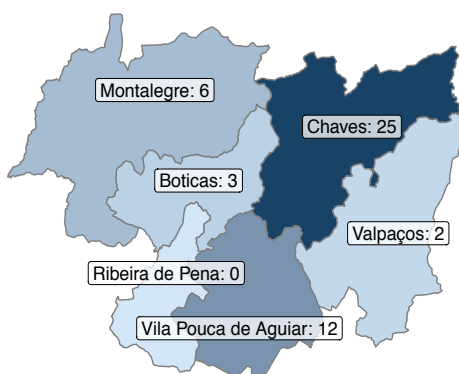 Montalegre: 6
Chaves: 25
Boticas: 3
Valpaços: 2
Ribeira de Pena: 0
Vila Pouca de Aguiar: 12